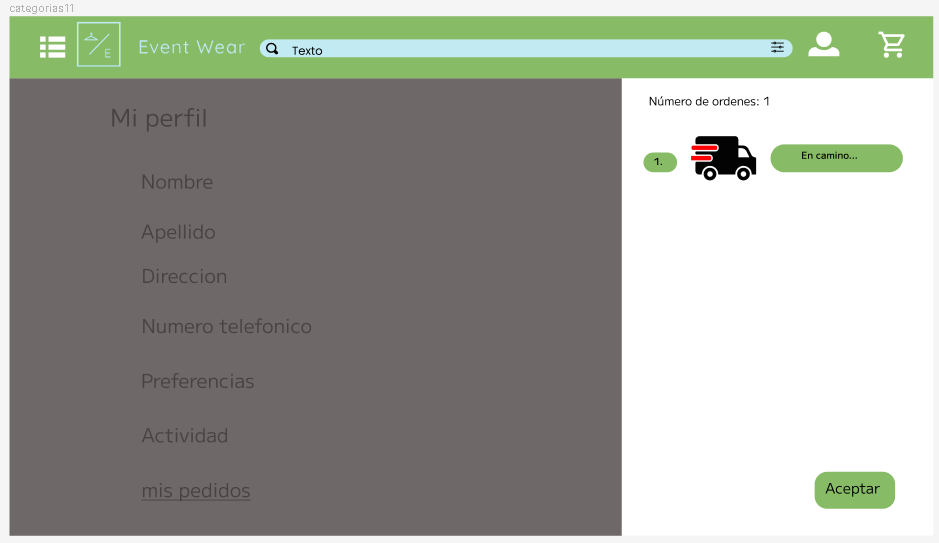 categorias11
E
Event Wear
Texto
Mi perfil
Nombre
Apellido
Direccion
Numero telefonico
Preferencias
Actividad
mis pedidos
Número de ordenes: 1
1.
En camino...
Aceptar